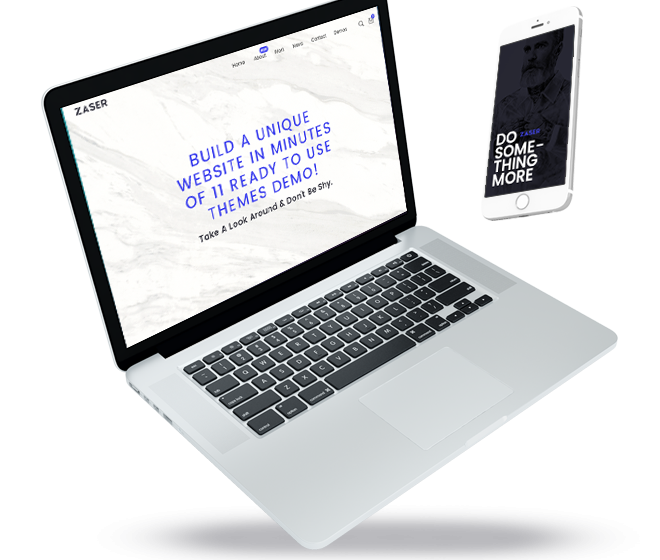 Home About Start News Contact Demos
ZASER
BUILD A UNIQUE
WEBSITE IN MINUTES
OF 11 READY TO USE
THEMES DEMO!
Take A Look Around & Don't Be Shy.
ZASER
DO
SOME-
THING
MORE
Q W E R T Y U I O P
A S D F G H J K L
Z X C V B N M